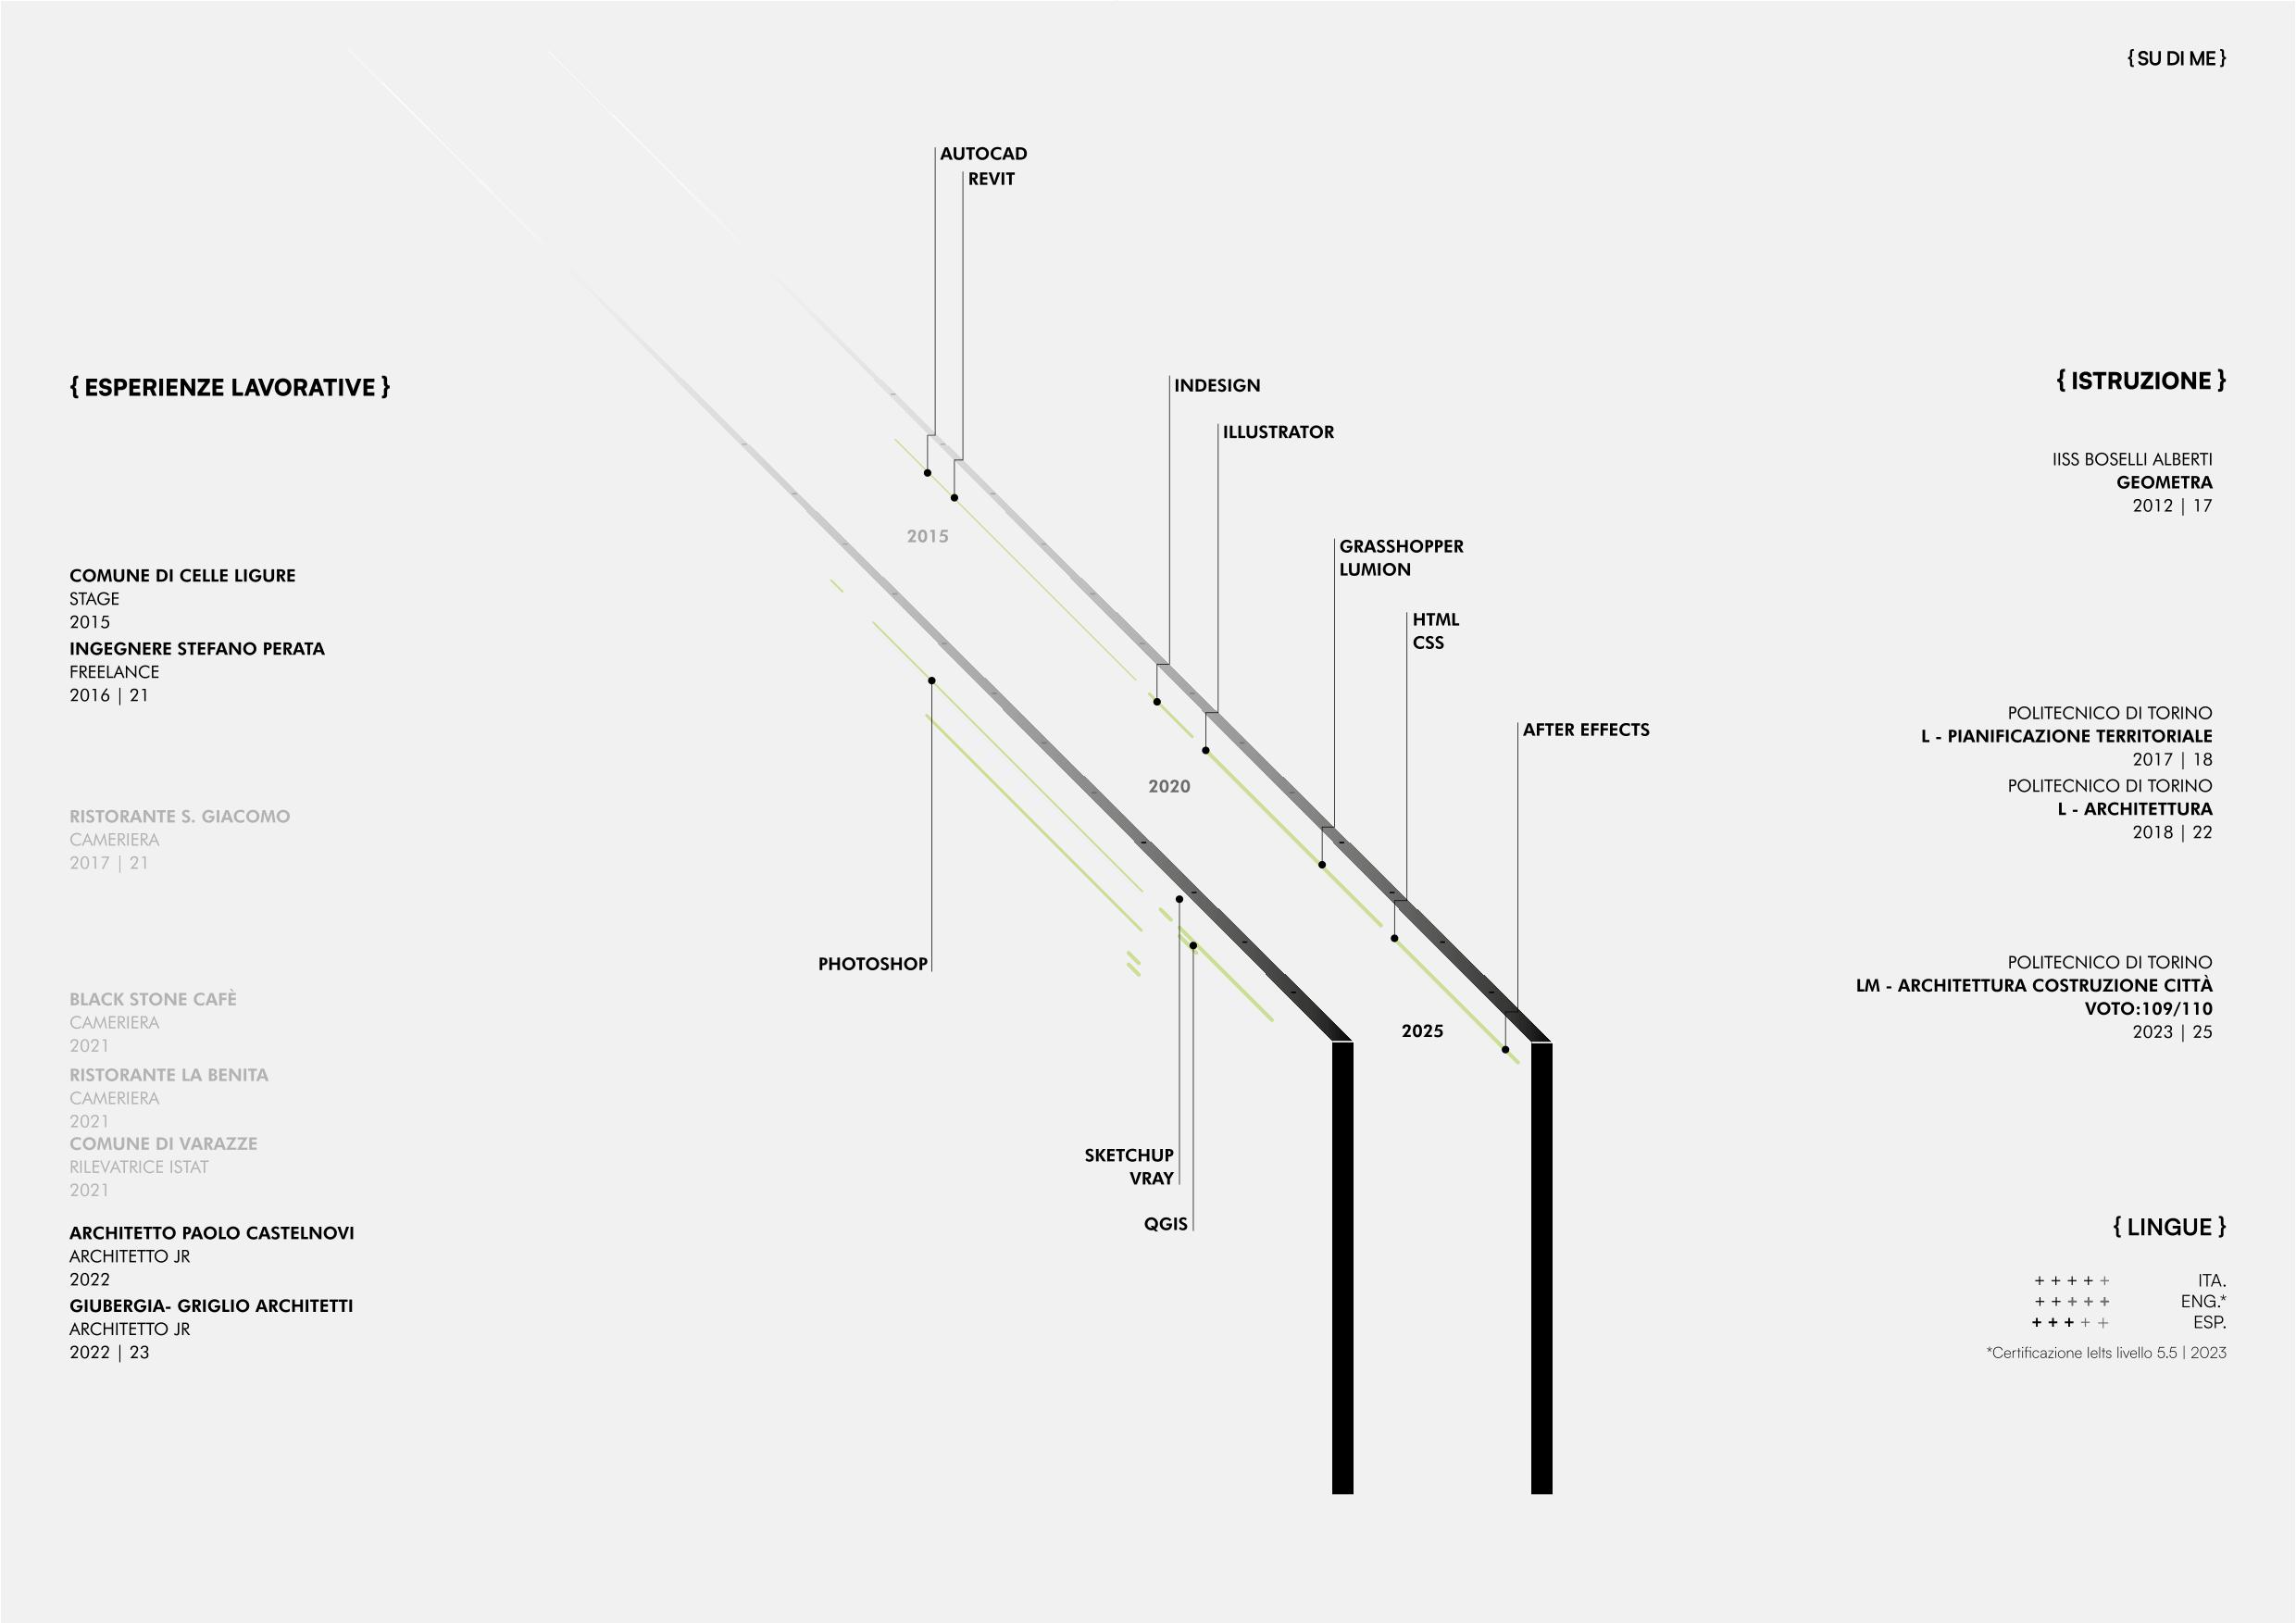 { SU DI ME }
{ ESPERIENZE LAVORATIVE }
COMUNE DI CELLE LIGURE
STAGE
2015
INGEGNERE STEFANO PERATA
FREELANCE
2016 | 21
RISTORANTE S. GIACOMO
CAMERIERA
2017 | 21
BLACK STONE CAFÈ
CAMERIERA
2021
RISTORANTE LA BENITA
CAMERIERA
2021
COMUNE DI VARAZZE
RILEVATRICE ISTAT
2021
ARCHITETTO PAOLO CASTELNOVI
ARCHITETTO JR
2022
GIUBERGIA- GRIGLIO ARCHITETTI
ARCHITETTO JR
2022 | 23
AUTOCAD
REVIT
INDESIGN
ILLUSTRATOR
2015
GRASSHOPPER
LUMION
HTML
CSS
AFTER EFFECTS
2020
PHOTOSHOP
2025
SKETCHUP
VRAY
QGIS
{ ISTRUZIONE }
IISS BOSELLI ALBERTI
GEOMETRA
2012 | 17
POLITECNICO DI TORINO
L - PIANIFICAZIONE TERRITORIALE
2017 | 18
POLITECNICO DI TORINO
L - ARCHITETTURA
2018 | 22
POLITECNICO DI TORINO
LM - ARCHITETTURA COSTRUZIONE CITTÀ
VOTO:109/110
2023 | 25
{ LINGUE }
+ + + + + ITA.
+ + + + + ENG.*
+ + + + + ESP.
*Certificazione Ielts livello 5.5 | 2023